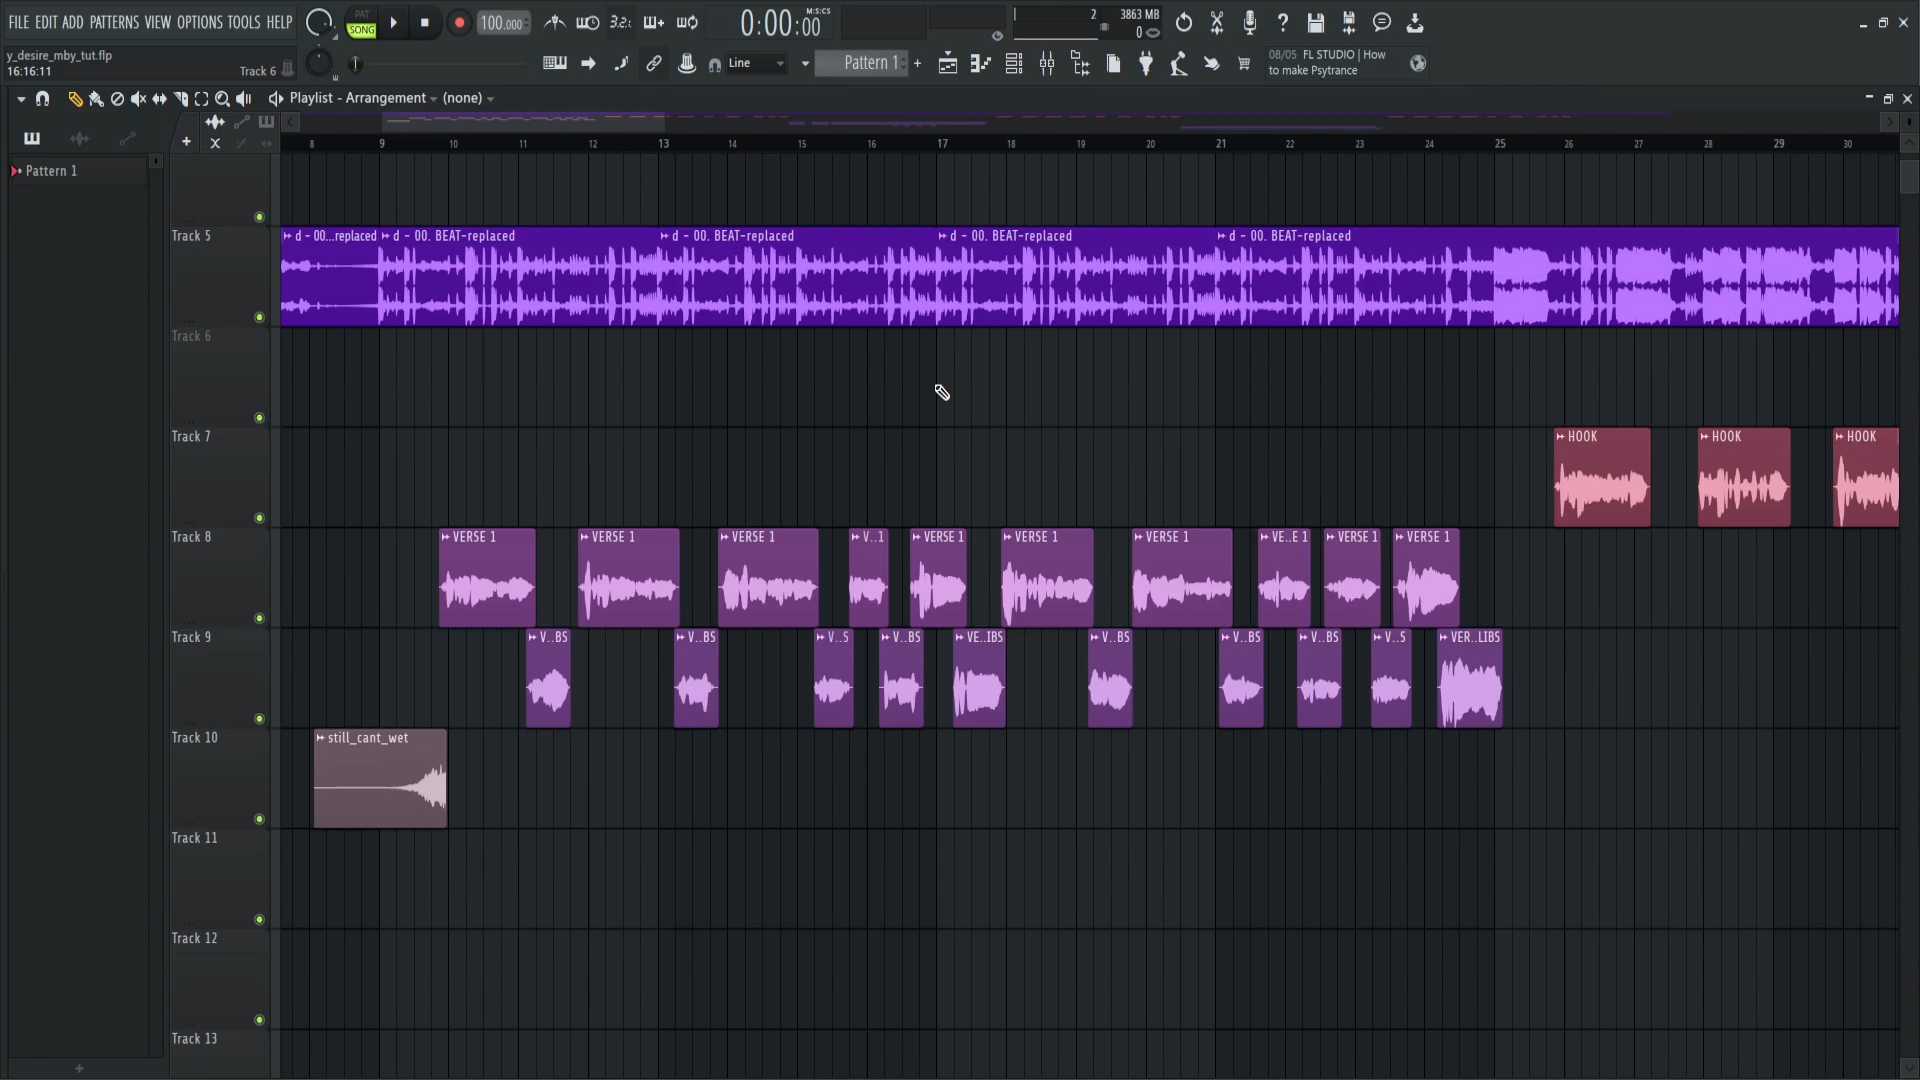 FILE EDIT ADD PATTERNS VIEW OPTIONS TOOLS HELP
PAT
SONG
100.000
3.2.
0:00:00
M:S:CS
2
3863 MB
0
y_desire_mby_tut.flp
16:16:11
Track 6
Line
Pattern 1
08/05 FL STUDIO | How
to make Psytrance
Playlist - Arrangement
(none)
8 9 10 11 12 13 14 15 16 17 18 19 20 21 22 23 24 25 26 27 28 29 30
Pattern 1
Track 5
d - 00...replaced
d - 00. BEAT-replaced
d - 00. BEAT-replaced
d - 00. BEAT-replaced
d - 00. BEAT-replaced
Track 6
Track 7
HOOK
HOOK
HOOK
Track 8
VERSE 1
VERSE 1
VERSE 1
V..1
VERSE 1
VERSE 1
VERSE 1
VE..E 1
VERSE 1
VERSE 1
Track 9
V..BS
V..BS
V..S
V..BS
VE..IBS
V..BS
V..BS
V..BS
V..S
VER..LIBS
Track 10
still_cant_wet
Track 11
Track 12
Track 13